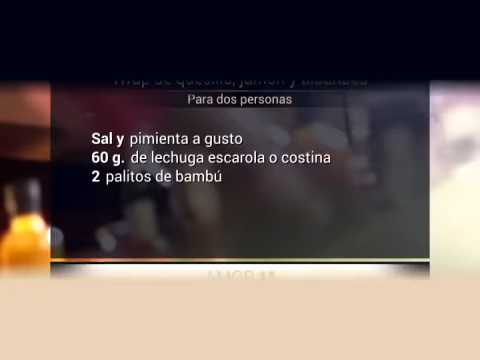 Para dos personas
Sal y pimienta a gusto
60 g. de lechuga escarola o costina
2 palitos de bambú